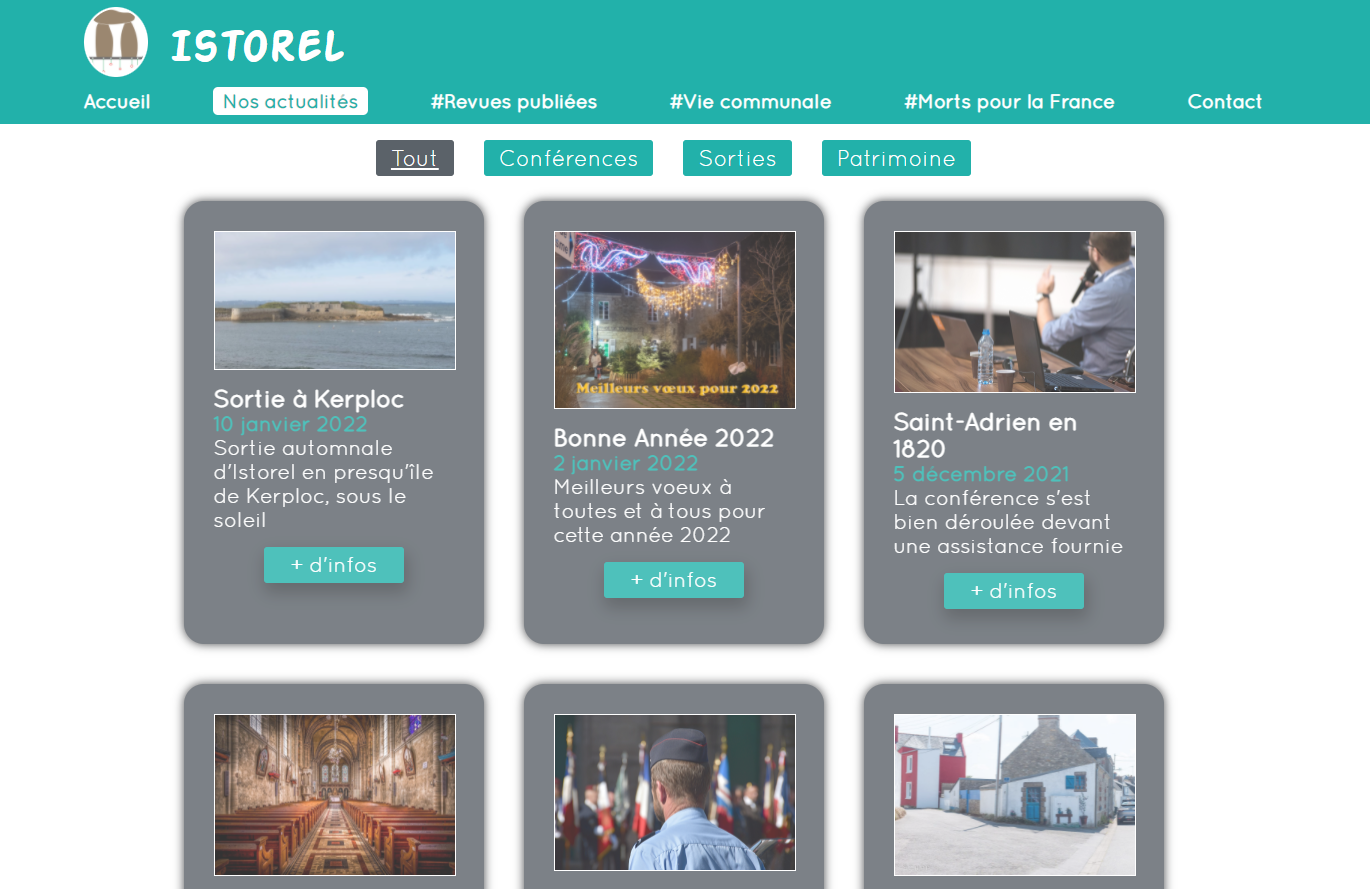 ISTOREL
Accueil
Nos actualités
#Revues publiées
#Vie communale
#Morts pour la France
Contact
Tout
Conférences
Sorties
Patrimoine
Sortie à Kerploc
10 janvier 2022
Sortie automnale
d'Istorel en presqu'île
de Kerploc, sous le
soleil
+ d'infos
Meilleurs vœux pour 2022
Bonne Année 2022
2 janvier 2022
Meilleurs voeux à
toutes et à tous pour
cette année 2022
+ d'infos
Saint-Adrien en
1820
5 décembre 2021
La conférence s'est
bien déroulée devant
une assistance fournie
+ d'infos